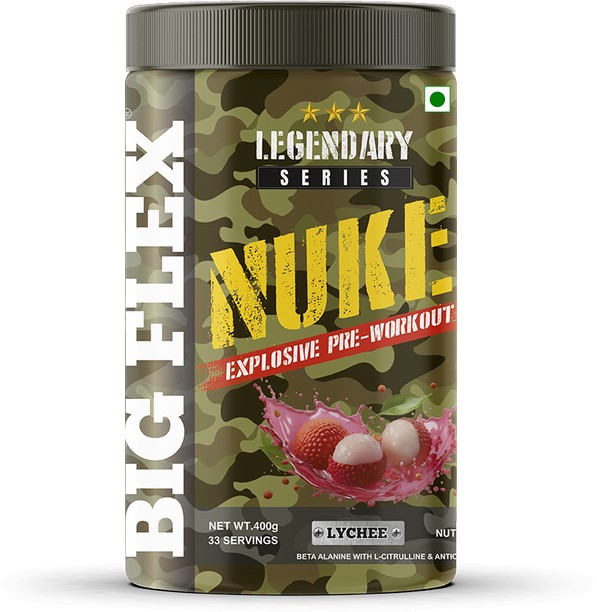 BIG FLEX
LEGENDARY
SERIES
NUKE
EXPLOSIVE PRE-WORKOUT
NET WT.400g
33 SERVINGS
LYCHEE
BETA ALANINE WITH L-CITRULLINE &